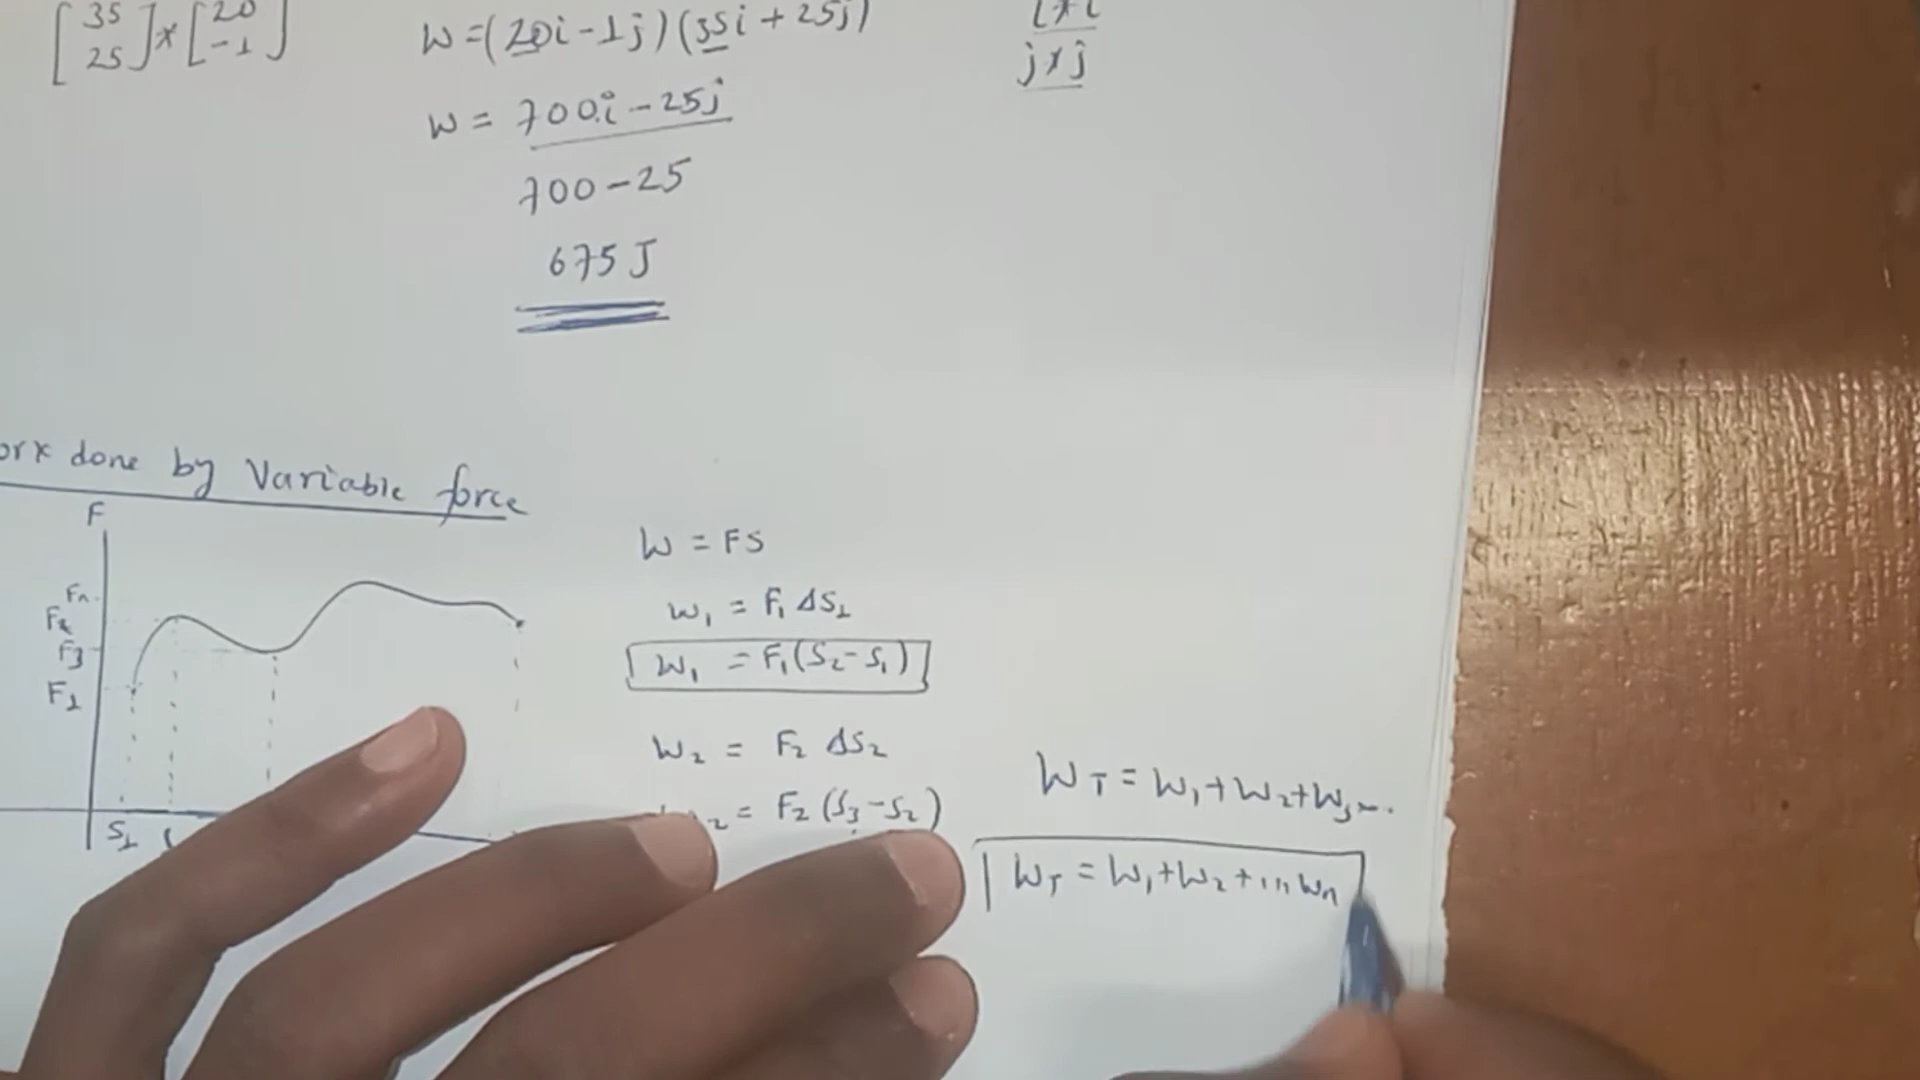 [35 25] * [20 -1]
W = (20i - 1j) (35i + 25j)
i * i
j * j
W = 700i - 25j
700 - 25
675 J
ork done by Variable force
F
Fn
F2
F3
F1
S1
W = FS
W1 = F1 ΔS1
W1 = F1(S2 - S1)
W2 = F2 ΔS2
2 = F2 (S3 - S2)
WT = W1 + W2 + W3 ...
WT = W1 + W2 + ... Wn